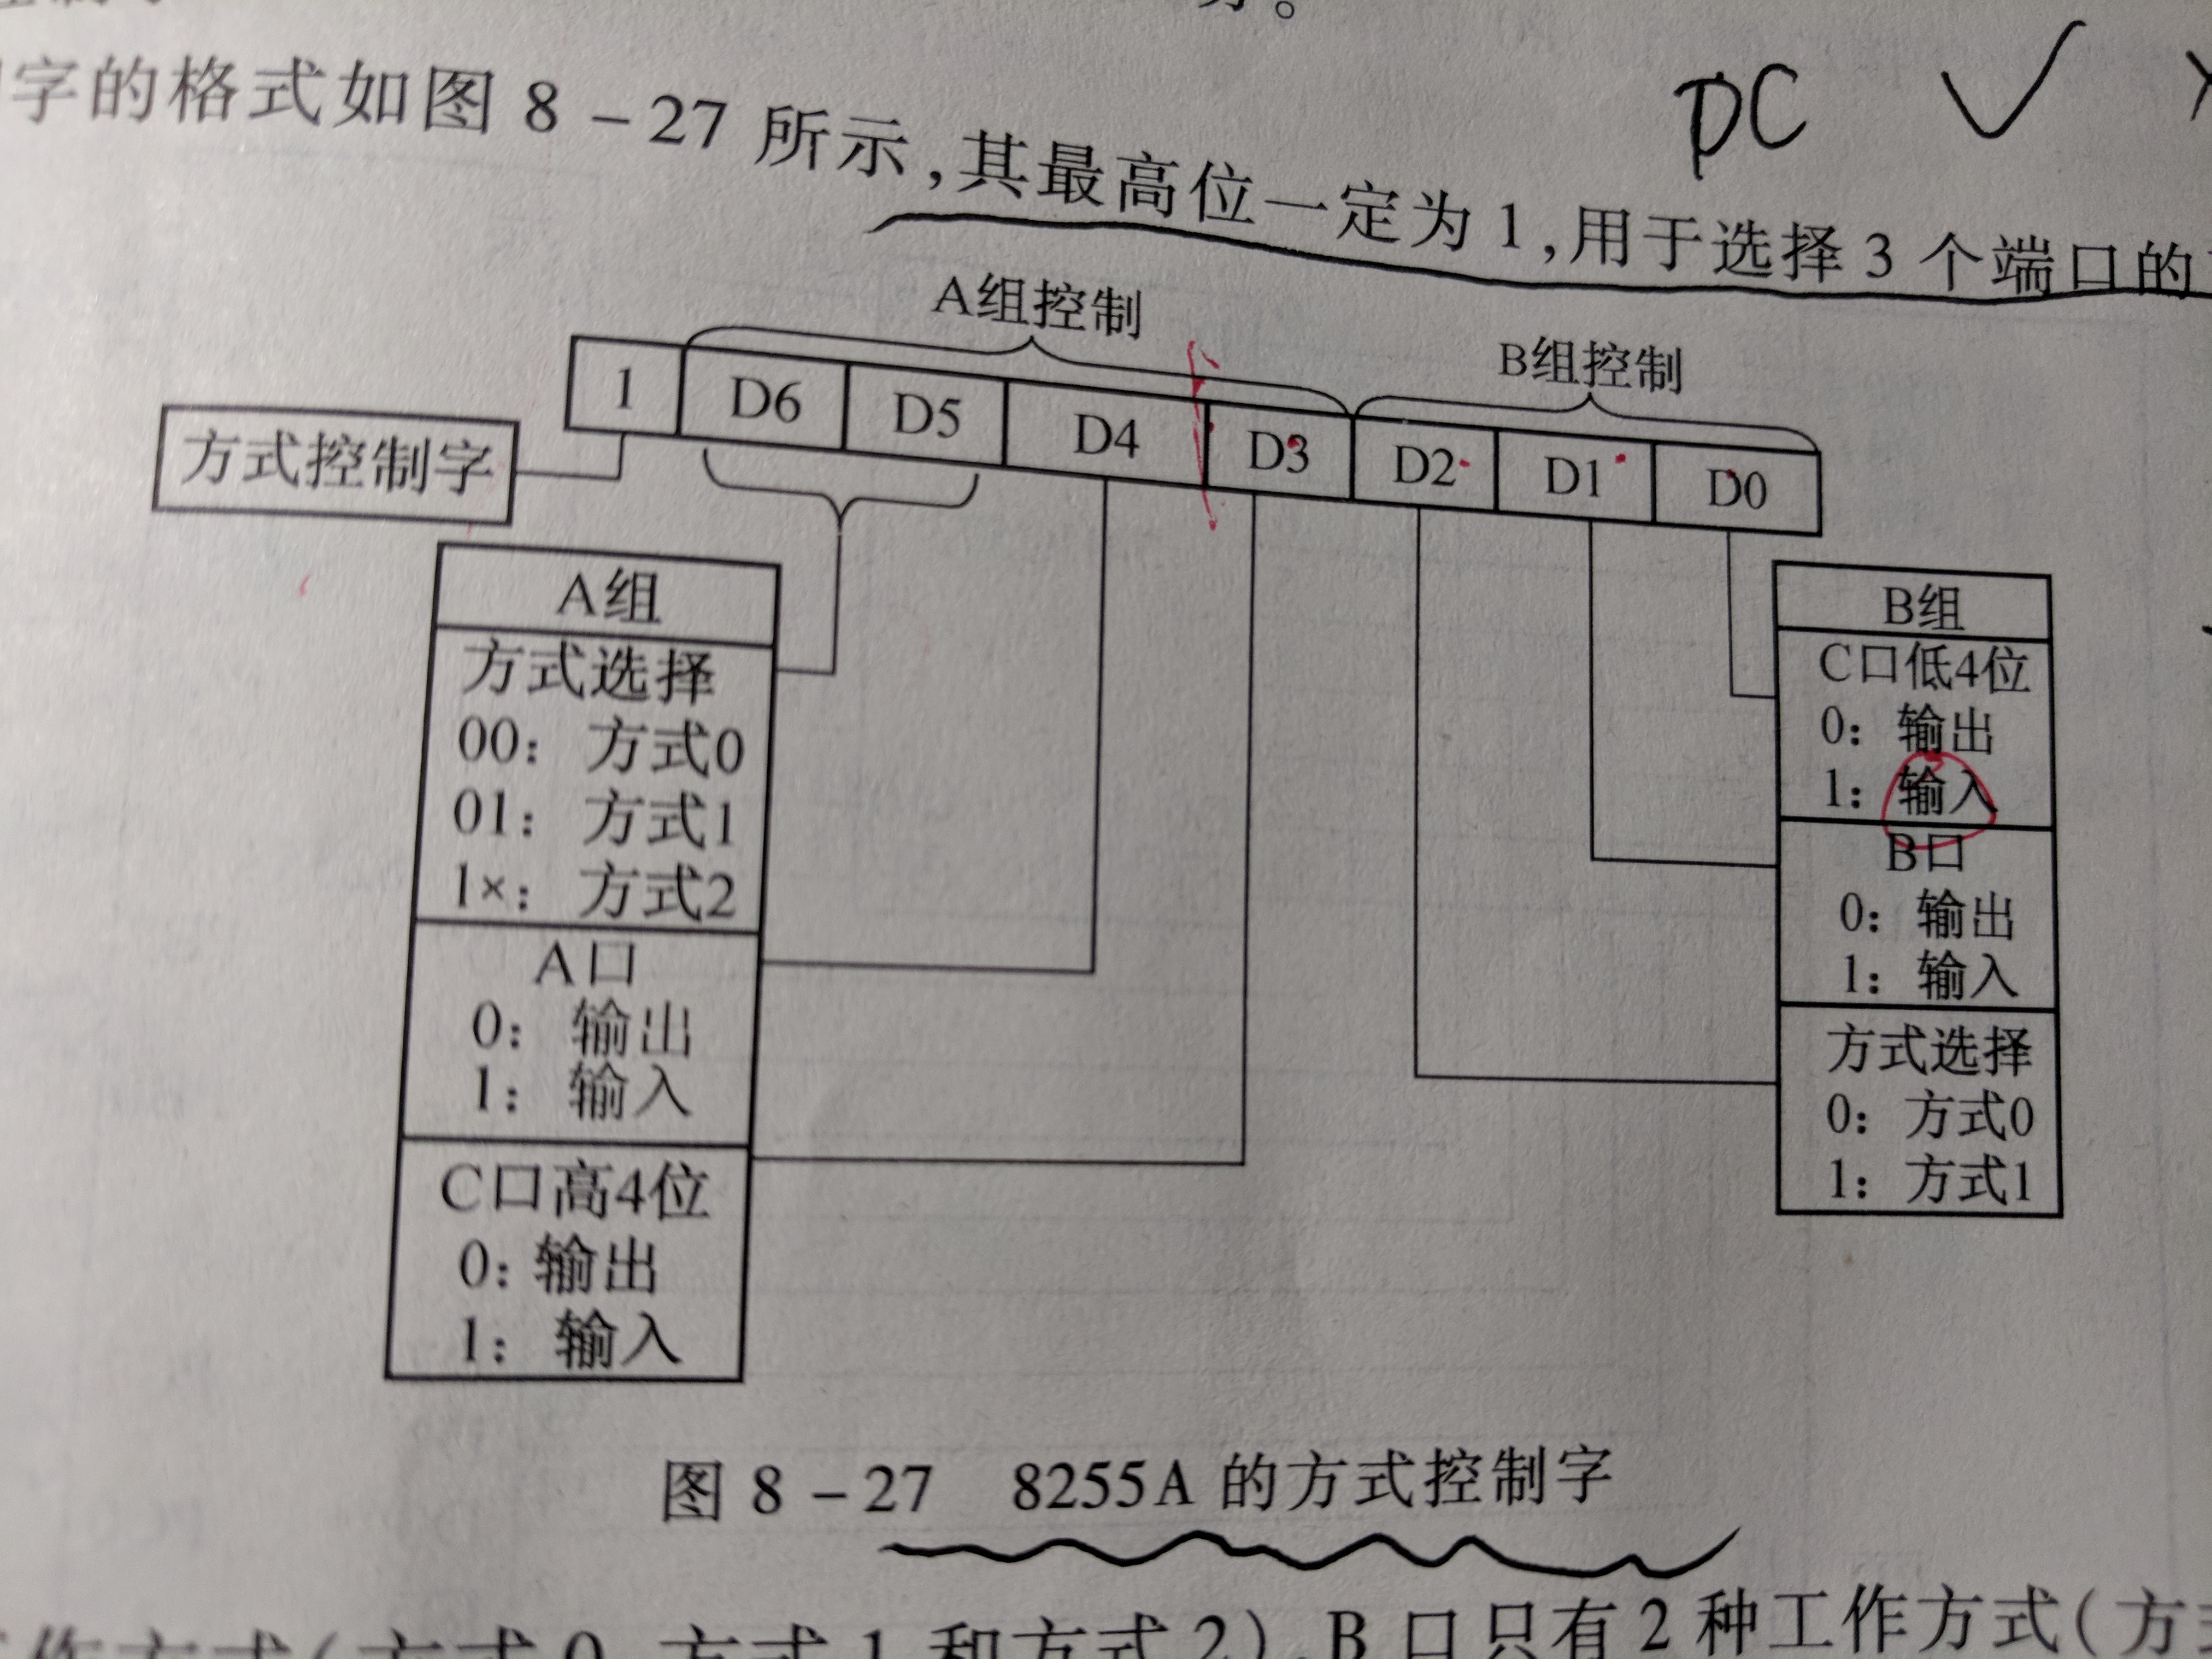 字的格式如图 8-27 所示,其最高位一定为 1,用于选择 3 个端口的
PC
A组控制
B组控制
1 D6 D5 D4 D3 D2 D1 D0
方式控制字
A组
方式选择
00: 方式0
01: 方式1
1×: 方式2
A口
0: 输出
1: 输入
C口高4位
0: 输出
1: 输入
B组
C口低4位
0: 输出
1: 输入
B口
0: 输出
1: 输入
方式选择
0: 方式0
1: 方式1
图 8-27 8255A 的方式控制字
作方式(方式 0、方式 1 和方式 2),B 口只有 2 种工作方式(方